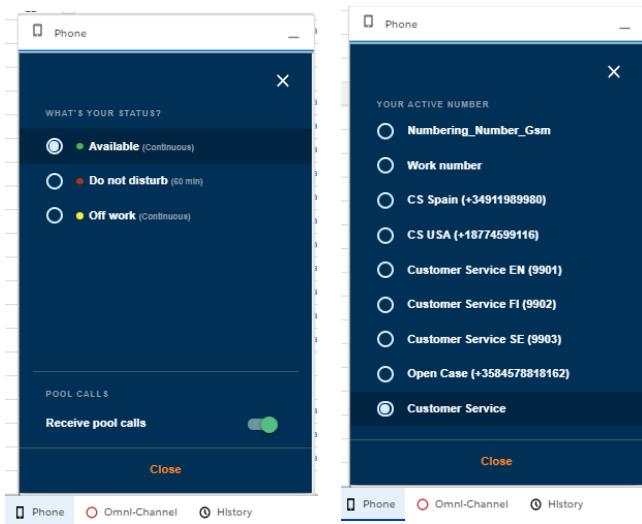 Phone
WHAT'S YOUR STATUS?
Available (Continuous)
Do not disturb (60 min)
Off work (Continuous)
POOL CALLS
Receive pool calls
Close
Phone
Omni-Channel
History
Phone
YOUR ACTIVE NUMBER
Numbering_Number_Gsm
Work number
CS Spain (+34911989980)
CS USA (+18774599116)
Customer Service EN (9901)
Customer Service FI (9902)
Customer Service SE (9903)
Open Case (+3584578818162)
Customer Service
Close
Phone
Omni-Channel
History